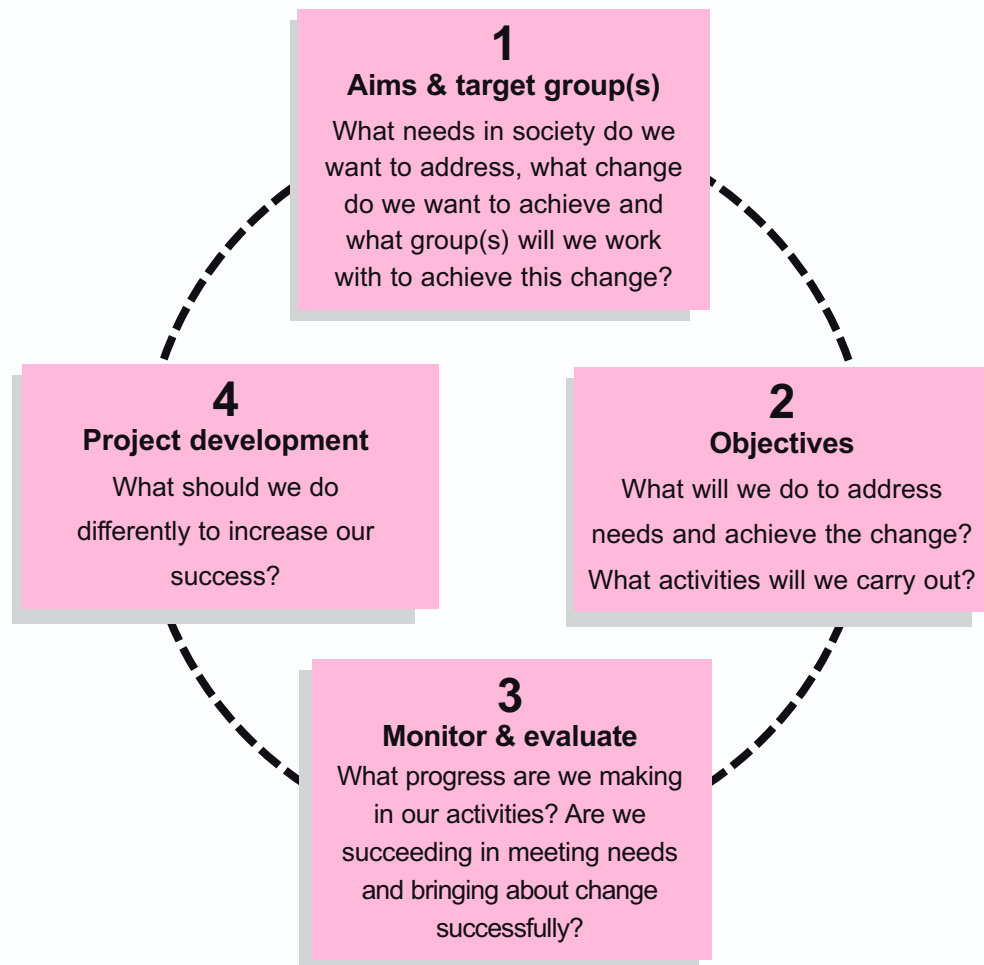 1
Aims & target group(s)
What needs in society do we
want to address, what change
do we want to achieve and
what group(s) will we work
with to achieve this change?
2
Objectives
What will we do to address
needs and achieve the change?
What activities will we carry out?
3
Monitor & evaluate
What progress are we making
in our activities? Are we
succeeding in meeting needs
and bringing about change
successfully?
4
Project development
What should we do
differently to increase our
success?